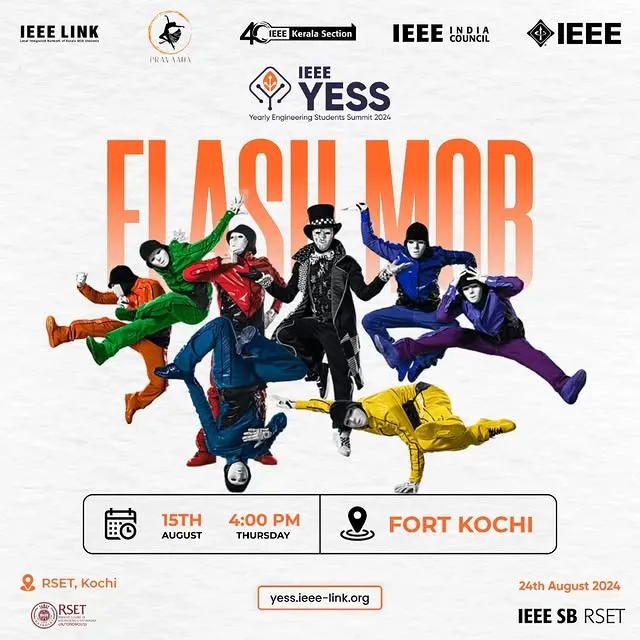 IEEE LINK
Local Integrated Network of Kerala IEEE Students
PRANAAHA
40 IEEE Kerala Section
IEEE INDIA COUNCIL
IEEE
IEEE
YESS
Yearly Engineering Students Summit 2024
FLASH MOB
15TH
AUGUST
4:00 PM
THURSDAY
FORT KOCHI
RSET, Kochi
RSET
(AUTONOMOUS)
yess.ieee-link.org
24th August 2024
IEEE SB RSET